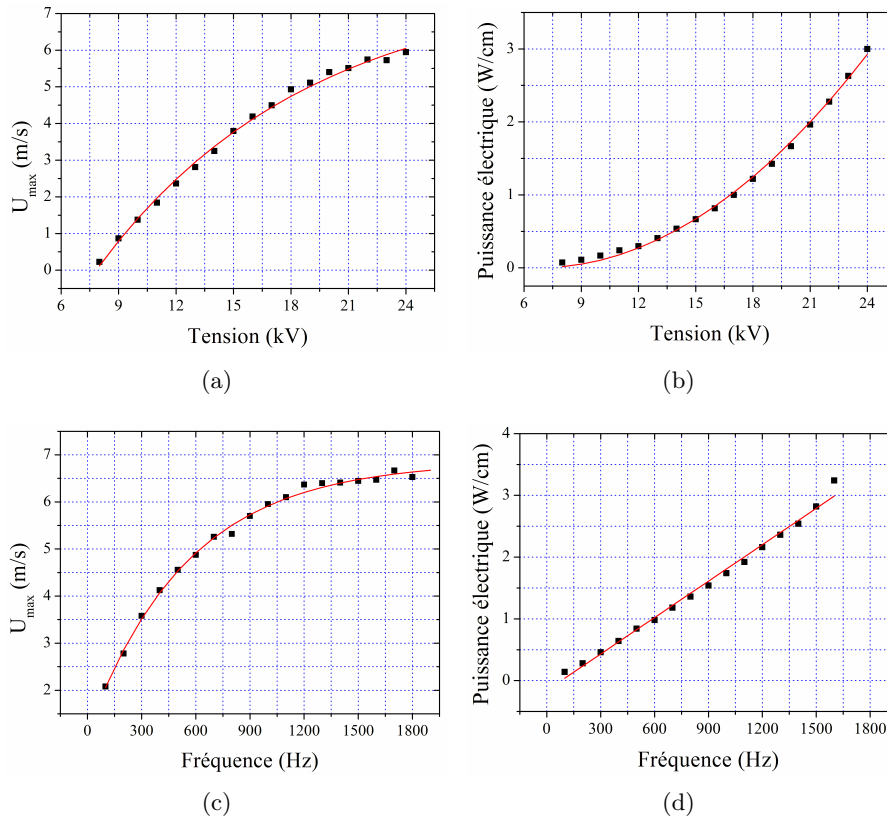 7
6
5
4
3
2
1
0
U_max (m/s)
6 9 12 15 18 21 24
Tension (kV)
(a)
3
2
1
0
Puissance électrique (W/cm)
6 9 12 15 18 21 24
Tension (kV)
(b)
7
6
5
4
3
2
U_max (m/s)
0 300 600 900 1200 1500 1800
Fréquence (Hz)
(c)
4
3
2
1
0
Puissance électrique (W/cm)
0 300 600 900 1200 1500 1800
Fréquence (Hz)
(d)